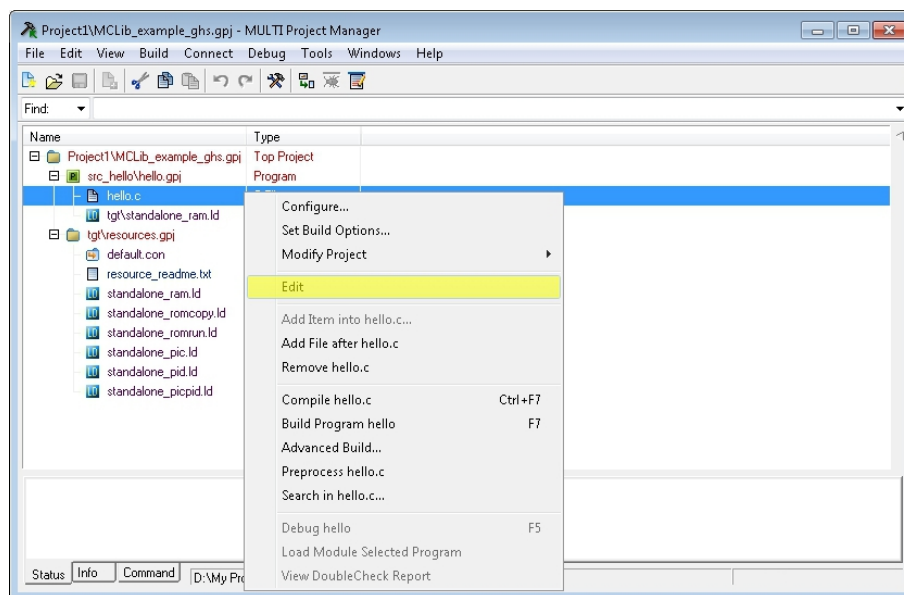 Project1\MCLib_example_ghs.gpj - MULTI Project Manager
File Edit View Build Connect Debug Tools Windows Help
Find:
Name Type
Project1\MCLib_example_ghs.gpj Top Project
src_hello\hello.gpj Program
hello.c
tgt\standalone_ram.ld
tgt\resources.gpj
default.con
resource_readme.txt
standalone_ram.ld
standalone_romcopy.ld
standalone_romrun.ld
standalone_pic.ld
standalone_pid.ld
standalone_picpid.ld
Configure...
Set Build Options...
Modify Project
Edit
Add Item into hello.c...
Add File after hello.c
Remove hello.c
Compile hello.c Ctrl+F7
Build Program hello F7
Advanced Build...
Preprocess hello.c
Search in hello.c...
Debug hello F5
Load Module Selected Program
View DoubleCheck Report
Status Info Command D:\My